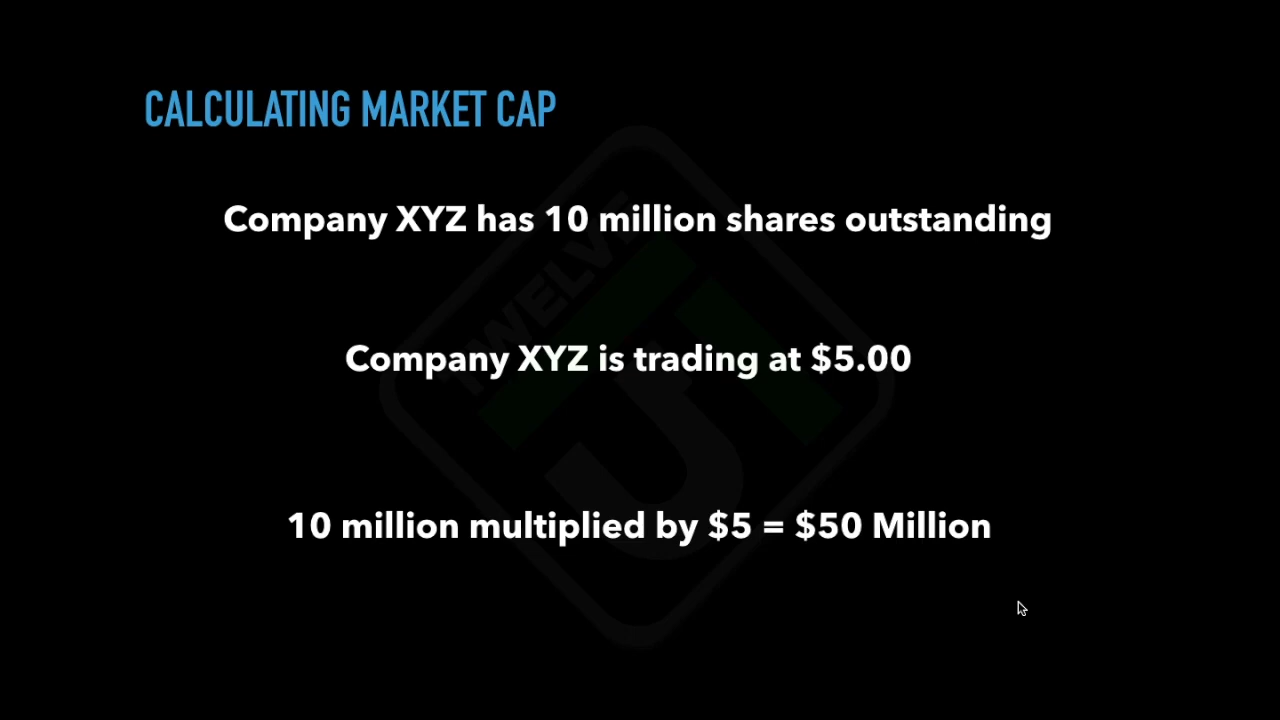 CALCULATING MARKET CAP
Company XYZ has 10 million shares outstanding
TWELVE
Company XYZ is trading at $5.00
10 million multiplied by $5 = $50 Million